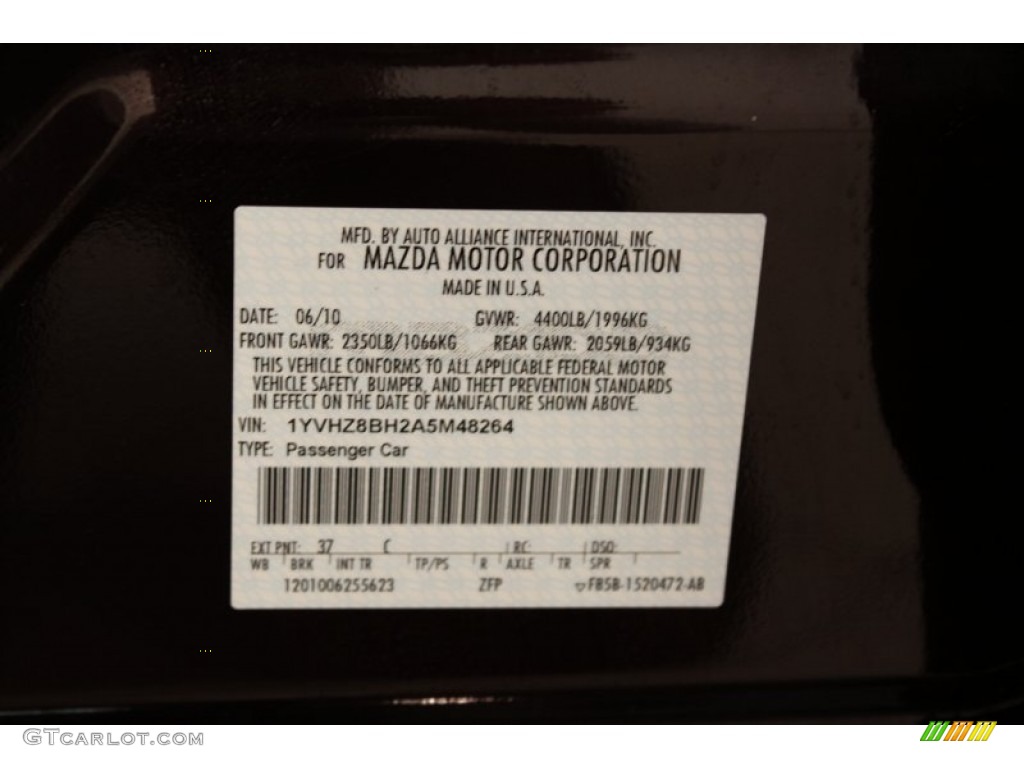 MFD. BY AUTO ALLIANCE INTERNATIONAL, INC.
FOR MAZDA MOTOR CORPORATION
MADE IN U.S.A.
DATE: 06/10 GVWR: 4400LB/1996KG
FRONT GAWR: 2350LB/1066KG REAR GAWR: 2059LB/934KG
THIS VEHICLE CONFORMS TO ALL APPLICABLE FEDERAL MOTOR
VEHICLE SAFETY, BUMPER, AND THEFT PREVENTION STANDARDS
IN EFFECT ON THE DATE OF MANUFACTURE SHOWN ABOVE.
VIN: 1YVHZ8BH2A5M48264
TYPE: Passenger Car
EXT PNT: 37 C RC: DSO:
WB BRK INT TR TP/PS R AXLE TR SPR
1201006255623 ZFP F85B-1520472-AB
GTCARLOT.COM